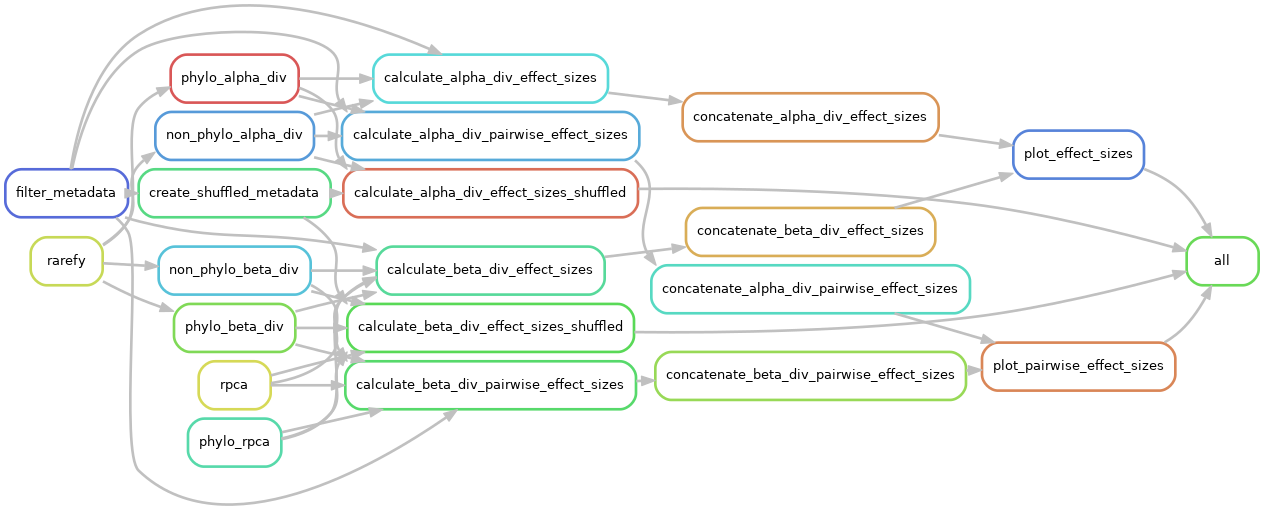 phylo_alpha_div
calculate_alpha_div_effect_sizes
concatenate_alpha_div_effect_sizes
non_phylo_alpha_div
calculate_alpha_div_pairwise_effect_sizes
plot_effect_sizes
filter_metadata
create_shuffled_metadata
calculate_alpha_div_effect_sizes_shuffled
concatenate_beta_div_effect_sizes
rarefy
non_phylo_beta_div
calculate_beta_div_effect_sizes
all
concatenate_alpha_div_pairwise_effect_sizes
phylo_beta_div
calculate_beta_div_effect_sizes_shuffled
plot_pairwise_effect_sizes
rpca
calculate_beta_div_pairwise_effect_sizes
concatenate_beta_div_pairwise_effect_sizes
phylo_rpca